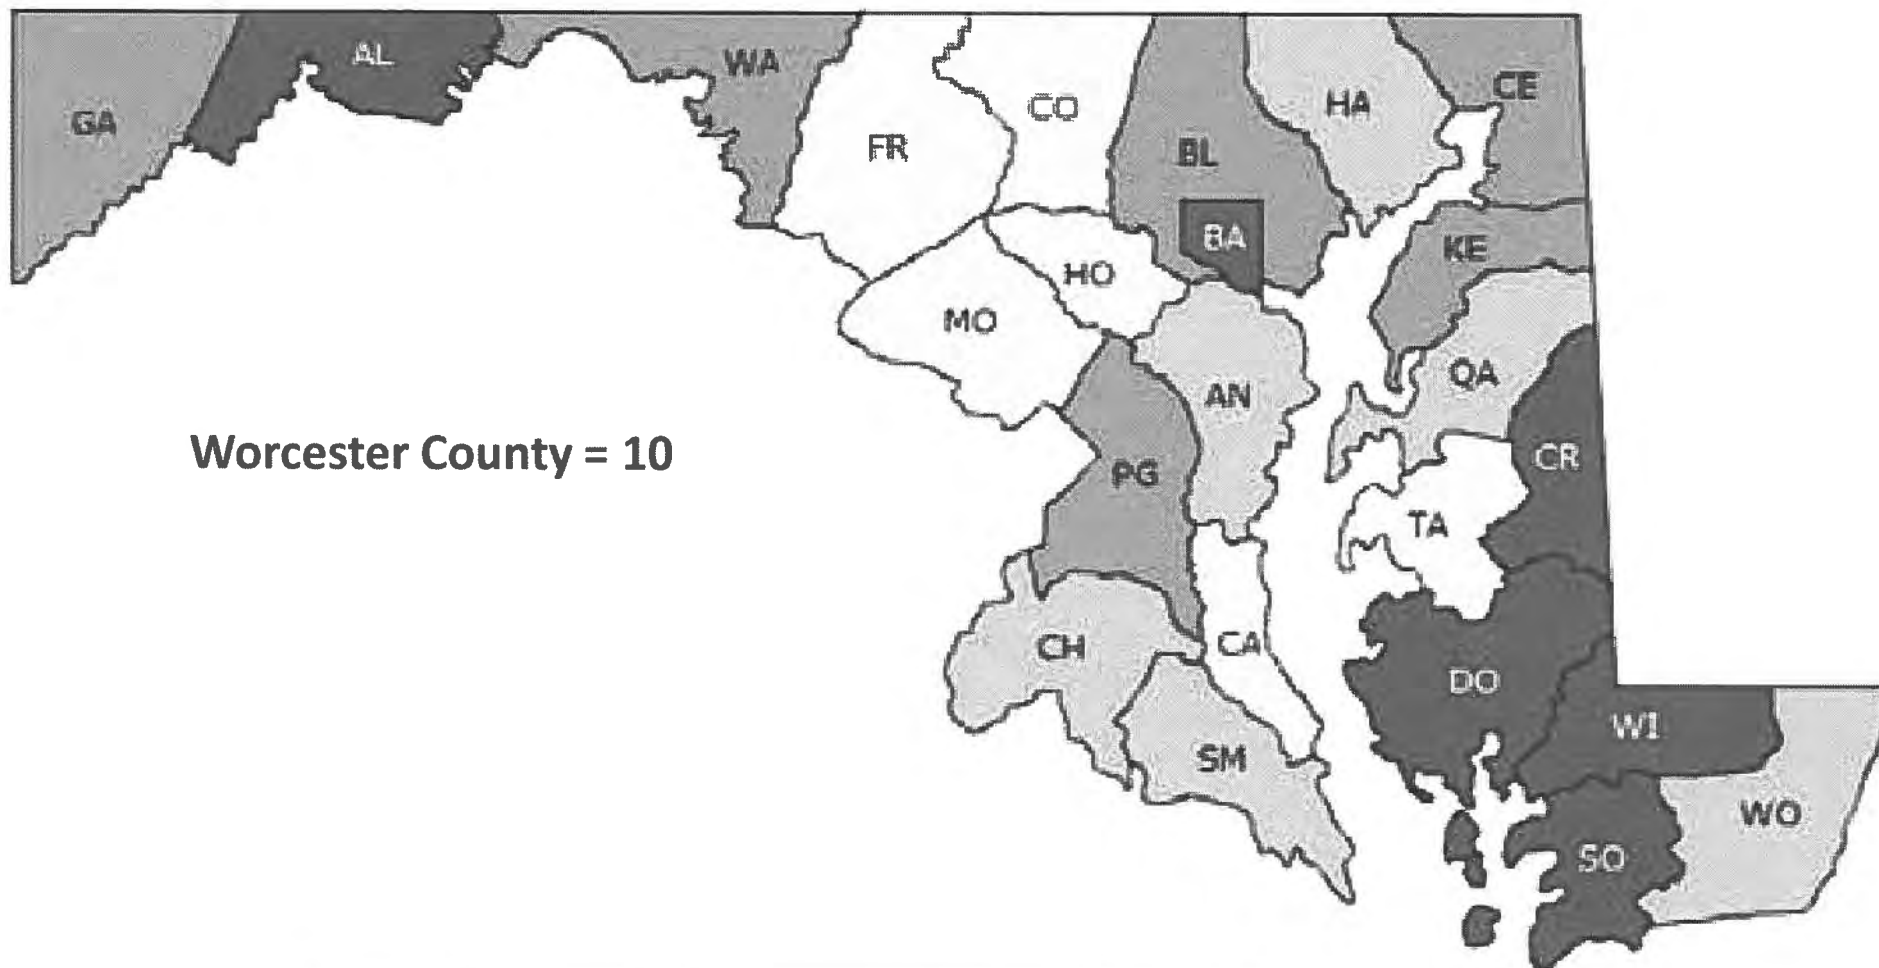 AL
WA
CE
CO
HA
GA
FR
BL
BA
KE
HO
MO
QA
AN
Worcester County = 10
CR
PG
TA
CH
CA
DO
WI
SM
WO
SO